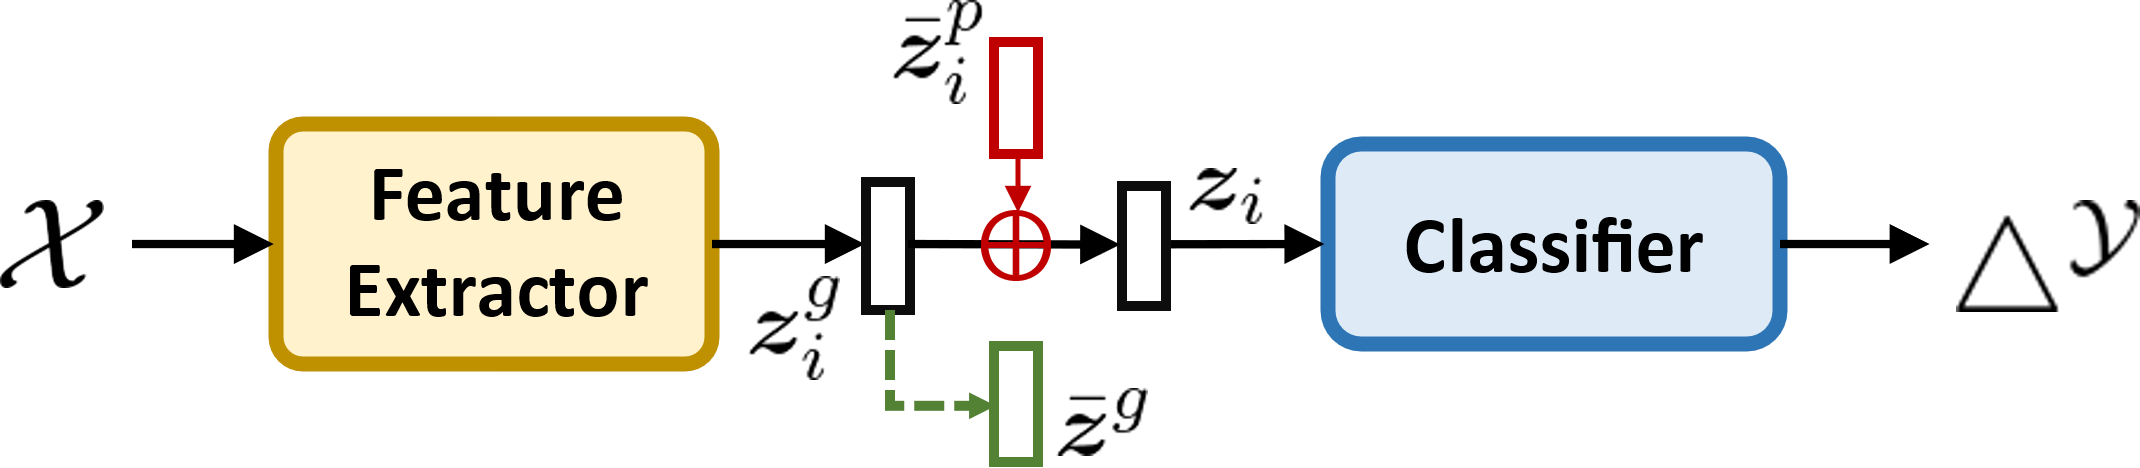 𝒳
Feature
Extractor
z_i^g
z̄_i^p
z̄^g
z_i
Classifier
△𝒴